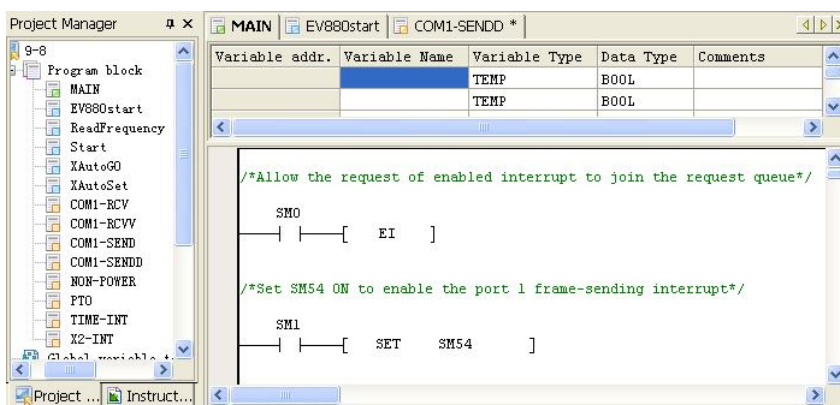 Project Manager
MAIN
EV880start
COM1-SENDD *
9-8
Program block
MAIN
EV880start
ReadFrequency
Start
XAutoGO
XAutoSet
COM1-RCV
COM1-RCVV
COM1-SEND
COM1-SENDD
NON-POWER
PTO
TIME-INT
X2-INT
Project ...
Instruct...
Variable addr. Variable Name Variable Type Data Type Comments
TEMP BOOL
TEMP BOOL
/*Allow the request of enabled interrupt to join the request queue*/
SM0
[ EI ]
/*Set SM54 ON to enable the port 1 frame-sending interrupt*/
SM1
[ SET SM54 ]